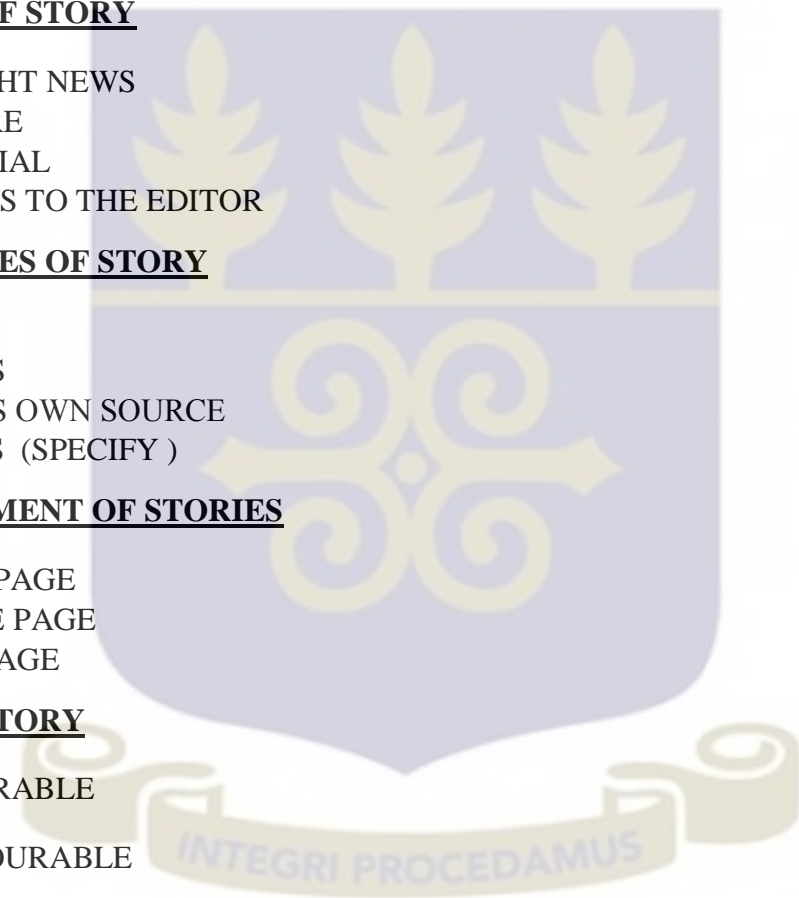 F STORY
HT NEWS
RE
IAL
S TO THE EDITOR
ES OF STORY
S
S OWN SOURCE
S (SPECIFY )
MENT OF STORIES
PAGE
E PAGE
AGE
TORY
RABLE
OURABLE
INTEGRI PROCEDAMUS